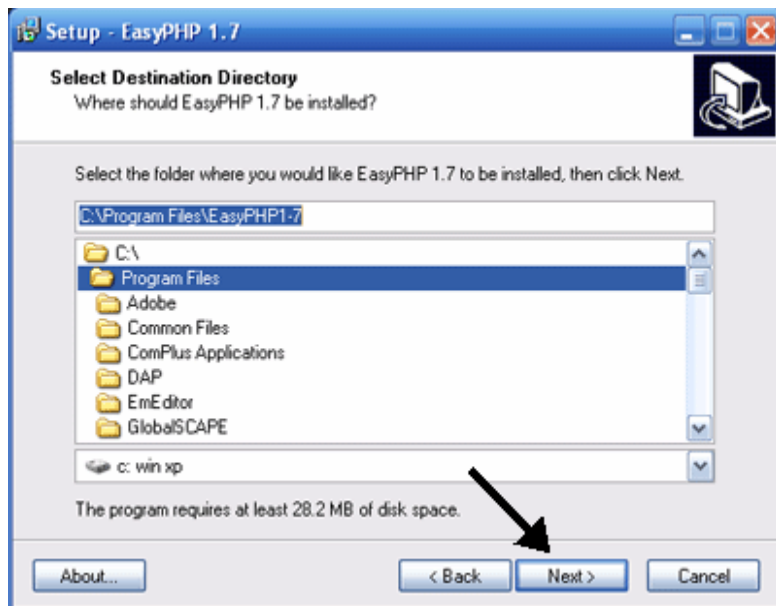 Setup - EasyPHP 1.7
Select Destination Directory
Where should EasyPHP 1.7 be installed?
Select the folder where you would like EasyPHP 1.7 to be installed, then click Next.
C:\Program Files\EasyPHP1-7
C:\
Program Files
Adobe
Common Files
ComPlus Applications
DAP
EmEditor
GlobalSCAPE
c: win xp
The program requires at least 28.2 MB of disk space.
About... < Back Next > Cancel